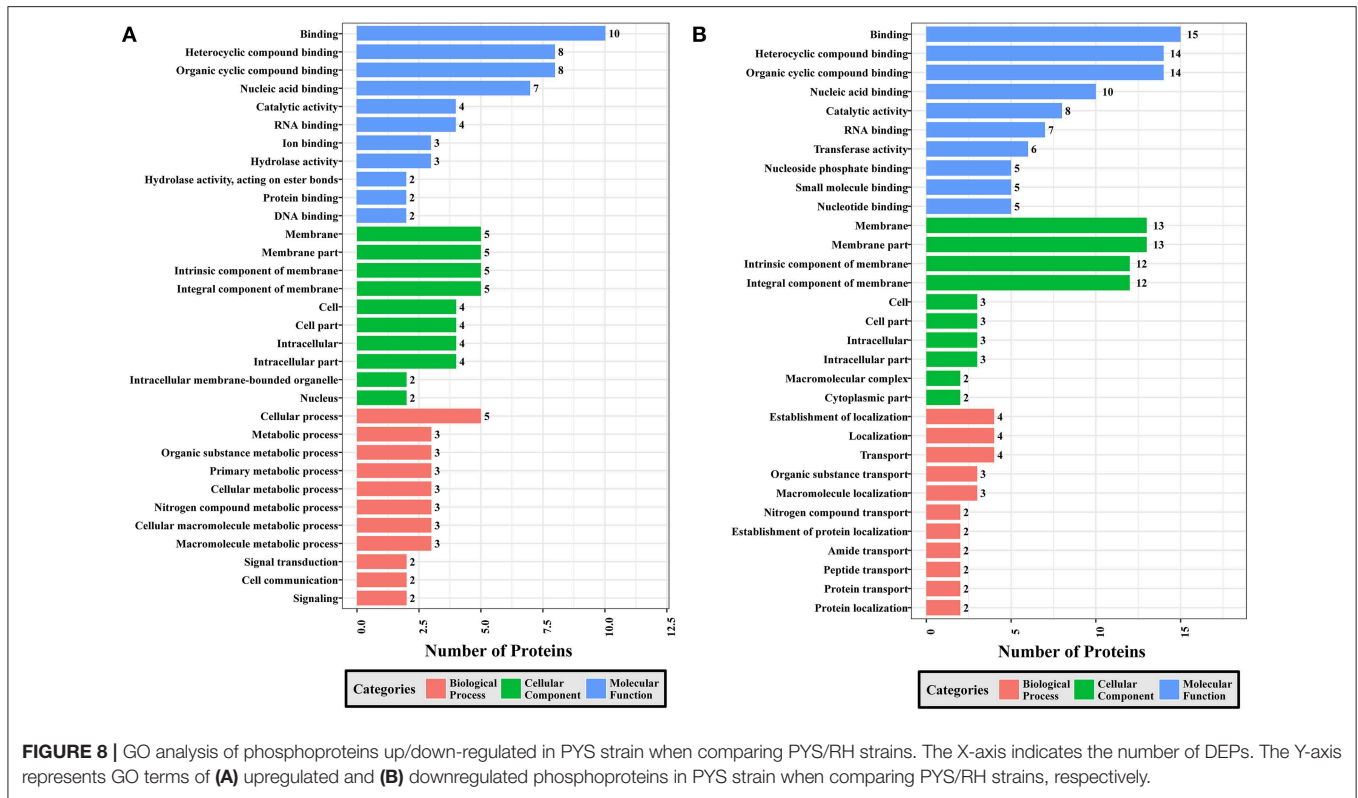 A
Binding 10
Heterocyclic compound binding 8
Organic cyclic compound binding 8
Nucleic acid binding 7
Catalytic activity 4
RNA binding 4
Ion binding 3
Hydrolase activity 3
Hydrolase activity, acting on ester bonds 2
Protein binding 2
DNA binding 2
Membrane 5
Membrane part 5
Intrinsic component of membrane 5
Integral component of membrane 5
Cell 4
Cell part 4
Intracellular 4
Intracellular part 4
Intracellular membrane-bounded organelle 2
Nucleus 2
Cellular process 5
Metabolic process 3
Organic substance metabolic process 3
Primary metabolic process 3
Cellular metabolic process 3
Nitrogen compound metabolic process 3
Cellular macromolecule metabolic process 3
Macromolecule metabolic process 3
Signal transduction 2
Cell communication 2
Signaling 2
0.0 2.5 5.0 7.5 10.0 12.5
Number of Proteins
Categories Biological Process Cellular Component Molecular Function
B
Binding 15
Heterocyclic compound binding 14
Organic cyclic compound binding 14
Nucleic acid binding 10
Catalytic activity 8
RNA binding 7
Transferase activity 6
Nucleoside phosphate binding 5
Small molecule binding 5
Nucleotide binding 5
Membrane 13
Membrane part 13
Intrinsic component of membrane 12
Integral component of membrane 12
Cell 3
Cell part 3
Intracellular 3
Intracellular part 3
Macromolecular complex 2
Cytoplasmic part 2
Establishment of localization 4
Localization 4
Transport 4
Organic substance transport 3
Macromolecule localization 3
Nitrogen compound transport 2
Establishment of protein localization 2
Amide transport 2
Peptide transport 2
Protein transport 2
Protein localization 2
0 5 10 15
Number of Proteins
Categories Biological Process Cellular Component Molecular Function
FIGURE 8 | GO analysis of phosphoproteins up/down-regulated in PYS strain when comparing PYS/RH strains. The X-axis indicates the number of DEPs. The Y-axis
represents GO terms of (A) upregulated and (B) downregulated phosphoproteins in PYS strain when comparing PYS/RH strains, respectively.